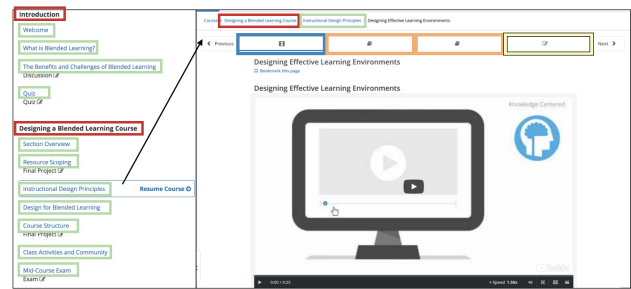 Introduction
Welcome
What is Blended Learning?
The Benefits and Challenges of Blended Learning
Discussion
Quiz
Quiz
Designing a Blended Learning Course
Section Overview
Resource Scoping
Final Project
Instructional Design Principles Resume Course
Design for Blended Learning
Course Structure
Final Project
Class Activities and Community
Mid-Course Exam
Exam
Course Designing a Blended Learning Course Instructional Design Principles Designing Effective Learning Environments
Previous Next
Designing Effective Learning Environments
Bookmark this page
Designing Effective Learning Environments
Knowledge Centered
0:00 / 4:25 Speed 1.50x